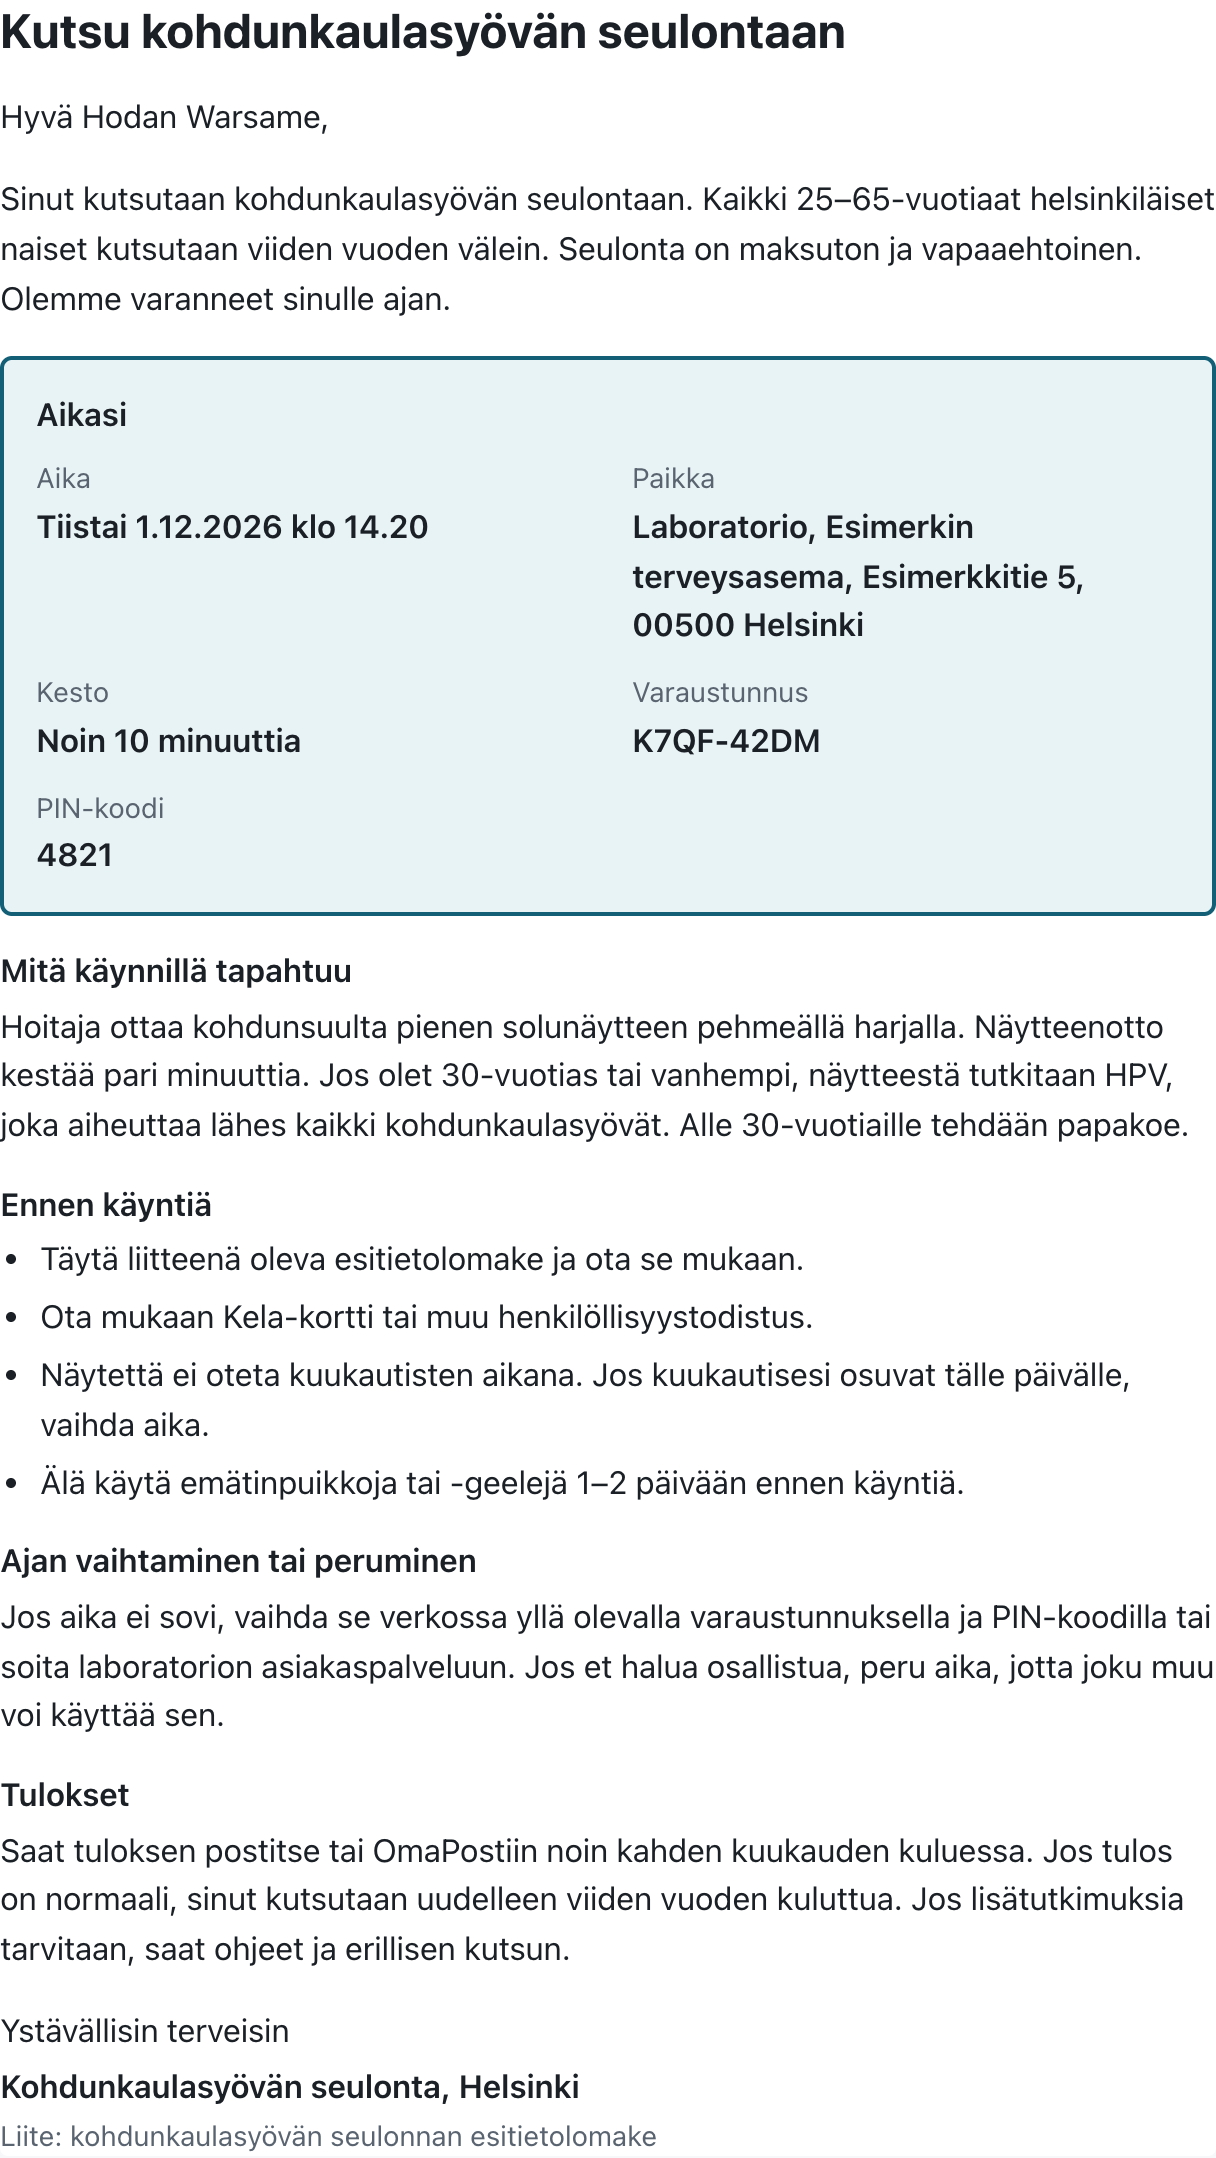 Kutsu kohdunkaulasyövän seulontaan
Hyvä Hodan Warsame,
Sinut kutsutaan kohdunkaulasyövän seulontaan. Kaikki 25–65-vuotiaat helsinkiläiset
naiset kutsutaan viiden vuoden välein. Seulonta on maksuton ja vapaaehtoinen.
Olemme varanneet sinulle ajan.
Aikasi
Aika
Tiistai 1.12.2026 klo 14.20
Paikka
Laboratorio, Esimerkin
terveysasema, Esimerkkitie 5,
00500 Helsinki
Kesto
Noin 10 minuuttia
Varaustunnus
K7QF-42DM
PIN-koodi
4821
Mitä käynnillä tapahtuu
Hoitaja ottaa kohdunsuulta pienen solunäytteen pehmeällä harjalla. Näytteenotto
kestää pari minuuttia. Jos olet 30-vuotias tai vanhempi, näytteestä tutkitaan HPV,
joka aiheuttaa lähes kaikki kohdunkaulasyövät. Alle 30-vuotiaille tehdään papakoe.
Ennen käyntiä
• Täytä liitteenä oleva esitietolomake ja ota se mukaan.
• Ota mukaan Kela-kortti tai muu henkilöllisyystodistus.
• Näytettä ei oteta kuukautisten aikana. Jos kuukautisesi osuvat tälle päivälle,
vaihda aika.
• Älä käytä emätinpuikkoja tai -geelejä 1–2 päivään ennen käyntiä.
Ajan vaihtaminen tai peruminen
Jos aika ei sovi, vaihda se verkossa yllä olevalla varaustunnuksella ja PIN-koodilla tai
soita laboratorion asiakaspalveluun. Jos et halua osallistua, peru aika, jotta joku muu
voi käyttää sen.
Tulokset
Saat tuloksen postitse tai OmaPostiin noin kahden kuukauden kuluessa. Jos tulos
on normaali, sinut kutsutaan uudelleen viiden vuoden kuluttua. Jos lisätutkimuksia
tarvitaan, saat ohjeet ja erillisen kutsun.
Ystävällisin terveisin
Kohdunkaulasyövän seulonta, Helsinki
Liite: kohdunkaulasyövän seulonnan esitietolomake